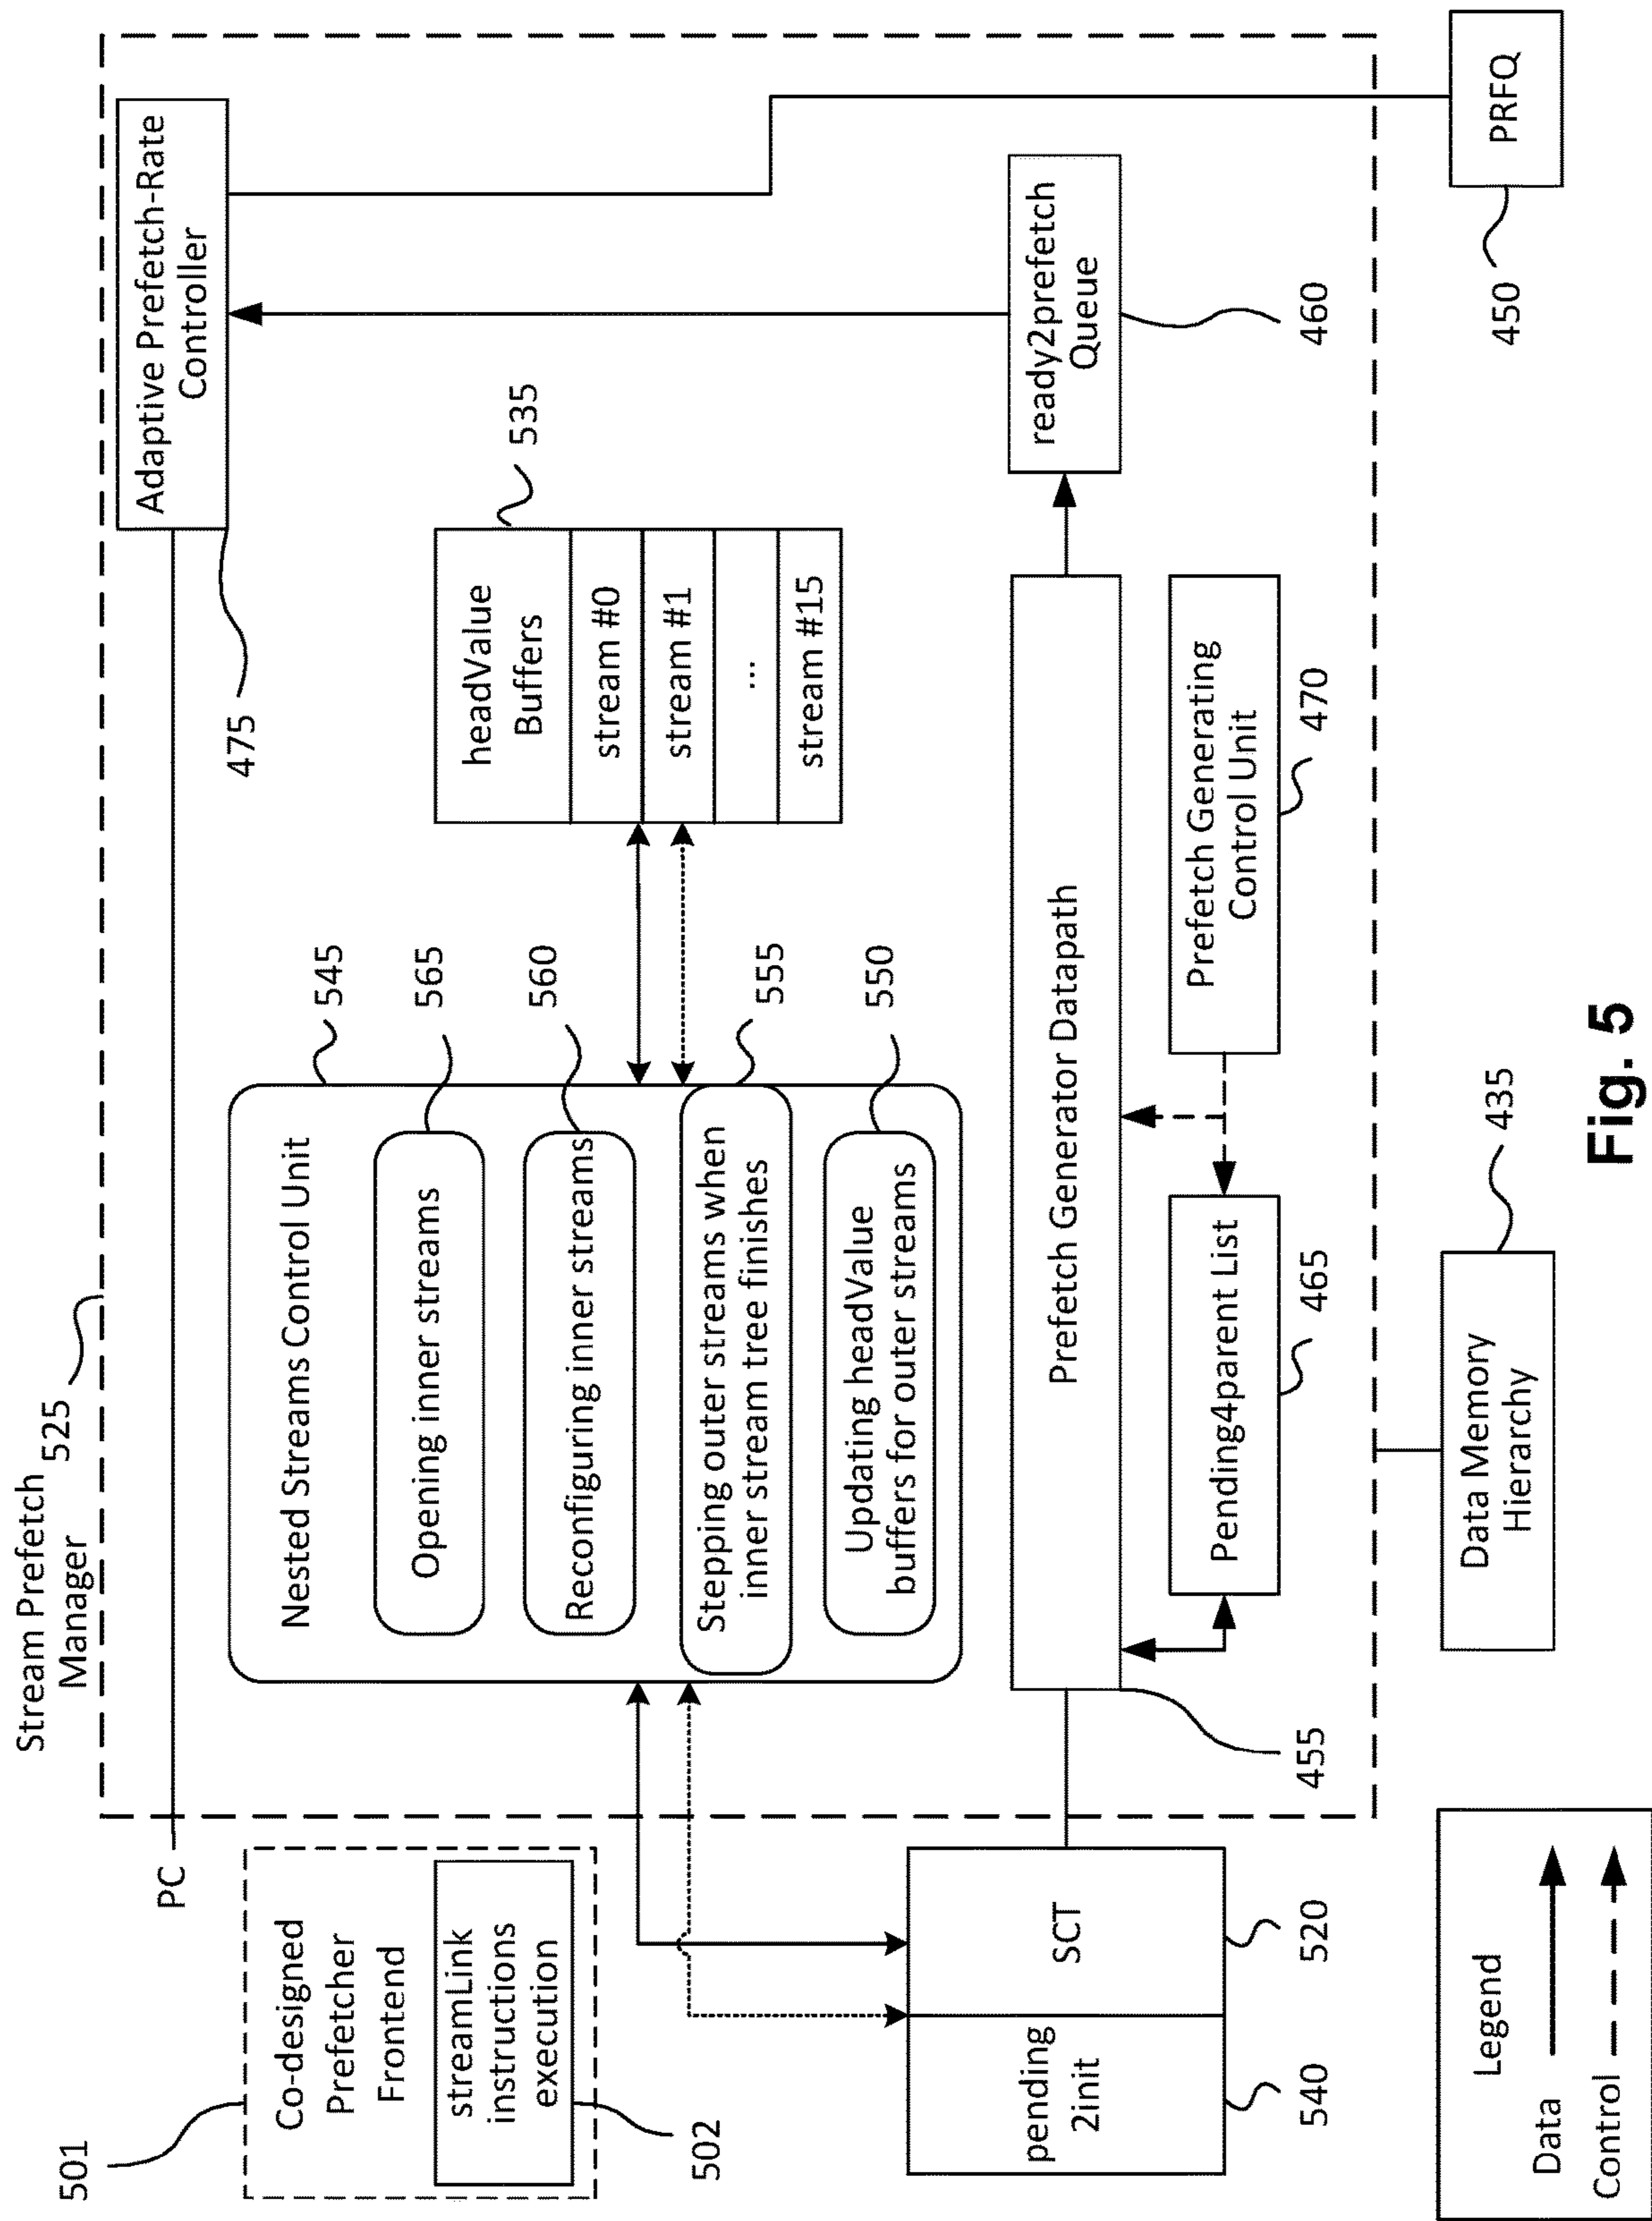 Stream Prefetch
Manager
525
PC
Adaptive Prefetch-Rate
Controller
475
501
Co-designed
Prefetcher
Frontend
streamLink
instructions
execution
502
Nested Streams Control Unit
545
Opening inner streams
565
Reconfiguring inner streams
560
Stepping outer streams when
inner stream tree finishes
555
Updating headValue
buffers for outer streams
550
headValue
Buffers
535
stream #0
stream #1
...
stream #15
pending
2init
540
SCT
520
Prefetch Generator Datapath
455
ready2prefetch
Queue
460
Pending4parent List
465
Prefetch Generating
Control Unit
470
PRFQ
450
Data Memory
Hierarchy
435
Legend
Data
Control
Fig. 5